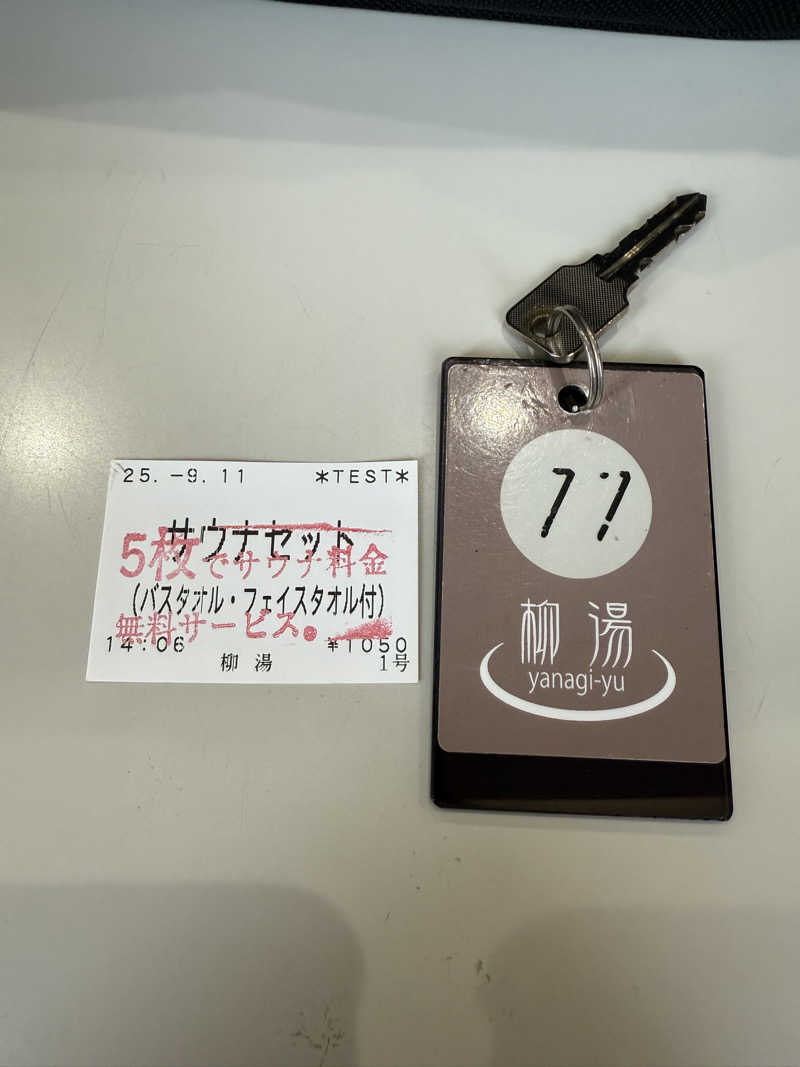 25.-9.11 *TEST*
サウナセット
5枚でサウナ料金
(バスタオル・フェイスタオル付)
無料サービス。
14:06 ¥1050
柳湯 1号
77
柳湯
yanagi-yu